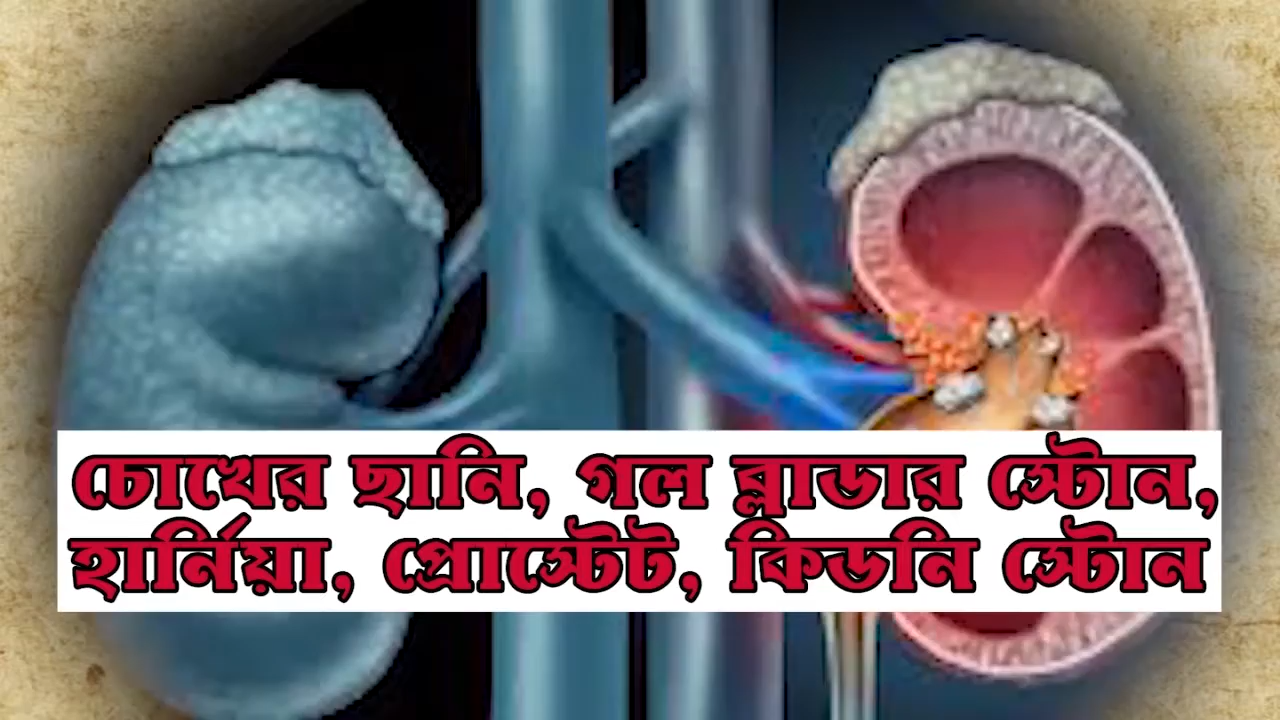 চোখের ছানি, গল ব্লাডার স্টোন,
হার্নিয়া, প্রোস্টেট, কিডনি স্টোন